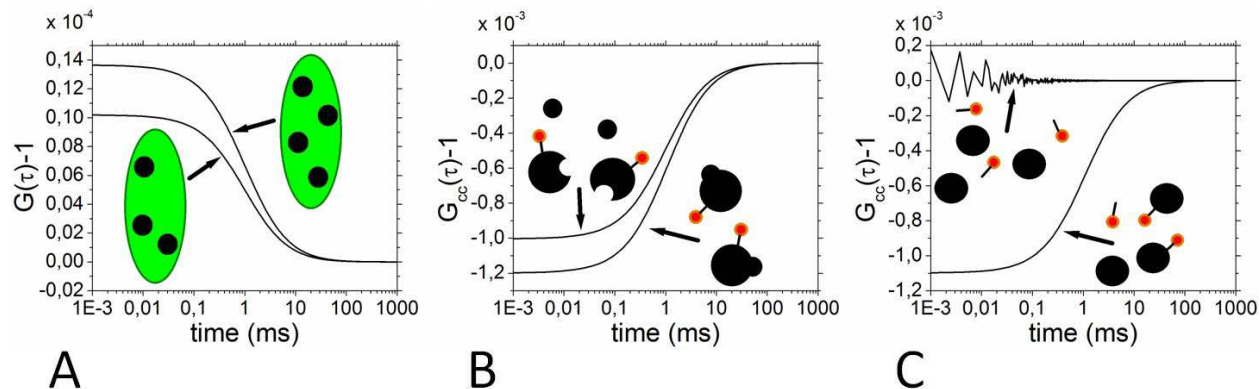 x 10⁻⁴
0,14
0,12
0,10
0,08
0,06
0,04
0,02
0,00
-0,02
G(τ)-1
1E-3 0,01 0,1 1 10 100 1000
time (ms)
A
x 10⁻³
0,0
-0,2
-0,4
-0,6
-0,8
-1,0
-1,2
G_cc(τ)-1
1E-3 0,01 0,1 1 10 100 1000
time (ms)
B
x 10⁻³
0,2
0,0
-0,2
-0,4
-0,6
-0,8
-1,0
-1,2
G_cc(τ)-1
1E-3 0,01 0,1 1 10 100 1000
time (ms)
C